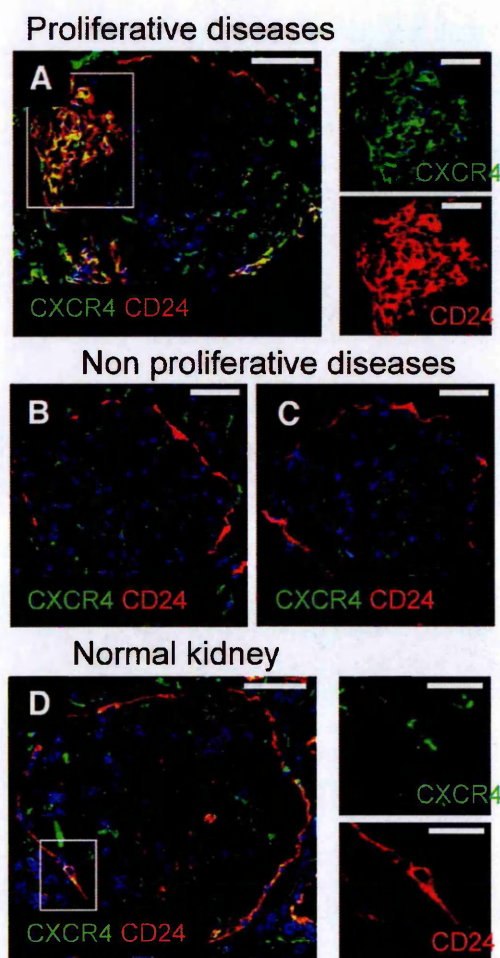 Proliferative diseases
A
CXCR4 CD24
CXCR4
CD24
Non proliferative diseases
B
CXCR4 CD24
C
CXCR4 CD24
Normal kidney
D
CXCR4 CD24
CXCR4
CD24